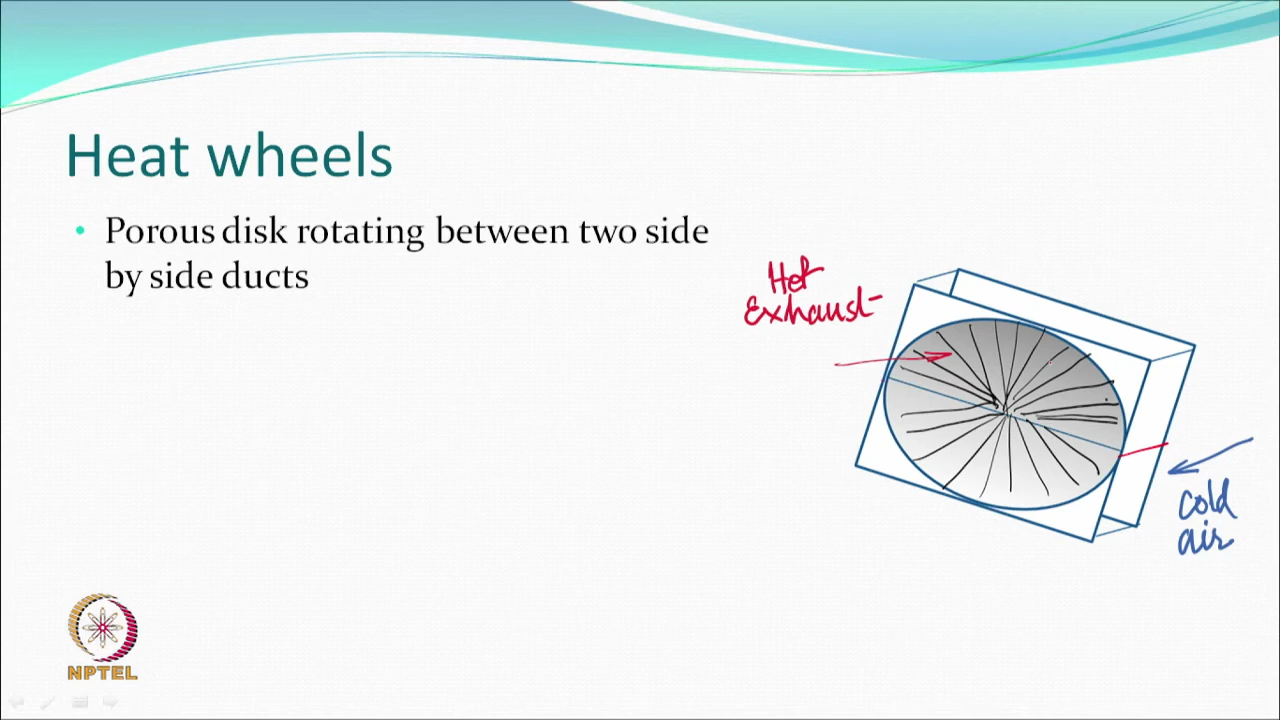 Heat wheels
• Porous disk rotating between two side
by side ducts
Hot
Exhaust
cold
air
NPTEL